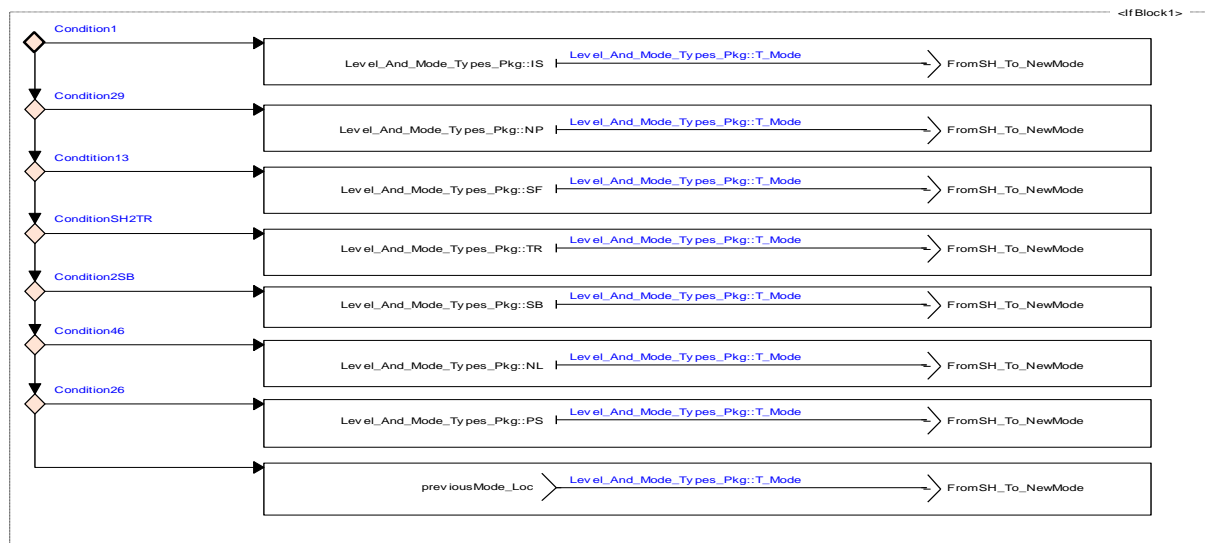 <IfBlock1>
Condition1
Level_And_Mode_Types_Pkg::IS Level_And_Mode_Types_Pkg::T_Mode FromSH_To_NewMode
Condition29
Level_And_Mode_Types_Pkg::NP Level_And_Mode_Types_Pkg::T_Mode FromSH_To_NewMode
Condtition13
Level_And_Mode_Types_Pkg::SF Level_And_Mode_Types_Pkg::T_Mode FromSH_To_NewMode
ConditionSH2TR
Level_And_Mode_Types_Pkg::TR Level_And_Mode_Types_Pkg::T_Mode FromSH_To_NewMode
Condition2SB
Level_And_Mode_Types_Pkg::SB Level_And_Mode_Types_Pkg::T_Mode FromSH_To_NewMode
Condition46
Level_And_Mode_Types_Pkg::NL Level_And_Mode_Types_Pkg::T_Mode FromSH_To_NewMode
Condition26
Level_And_Mode_Types_Pkg::PS Level_And_Mode_Types_Pkg::T_Mode FromSH_To_NewMode
previousMode_Loc Level_And_Mode_Types_Pkg::T_Mode FromSH_To_NewMode